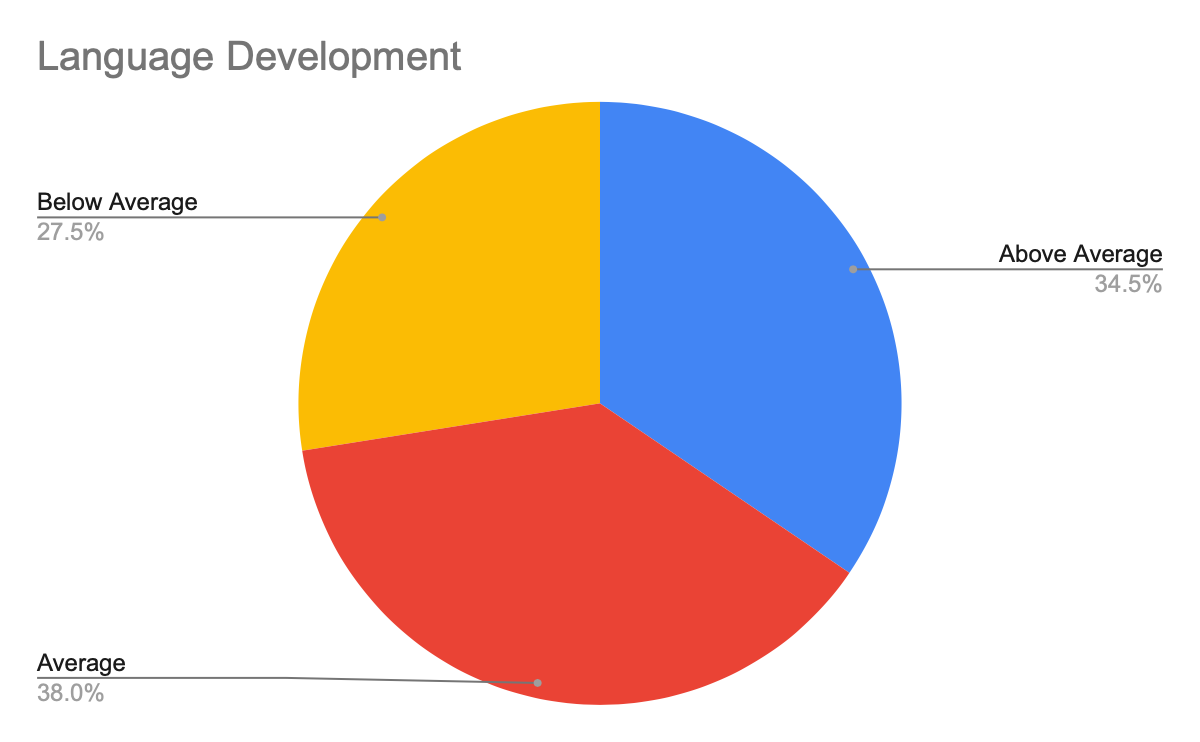 Language Development
Below Average
27.5%
Above Average
34.5%
Average
38.0%